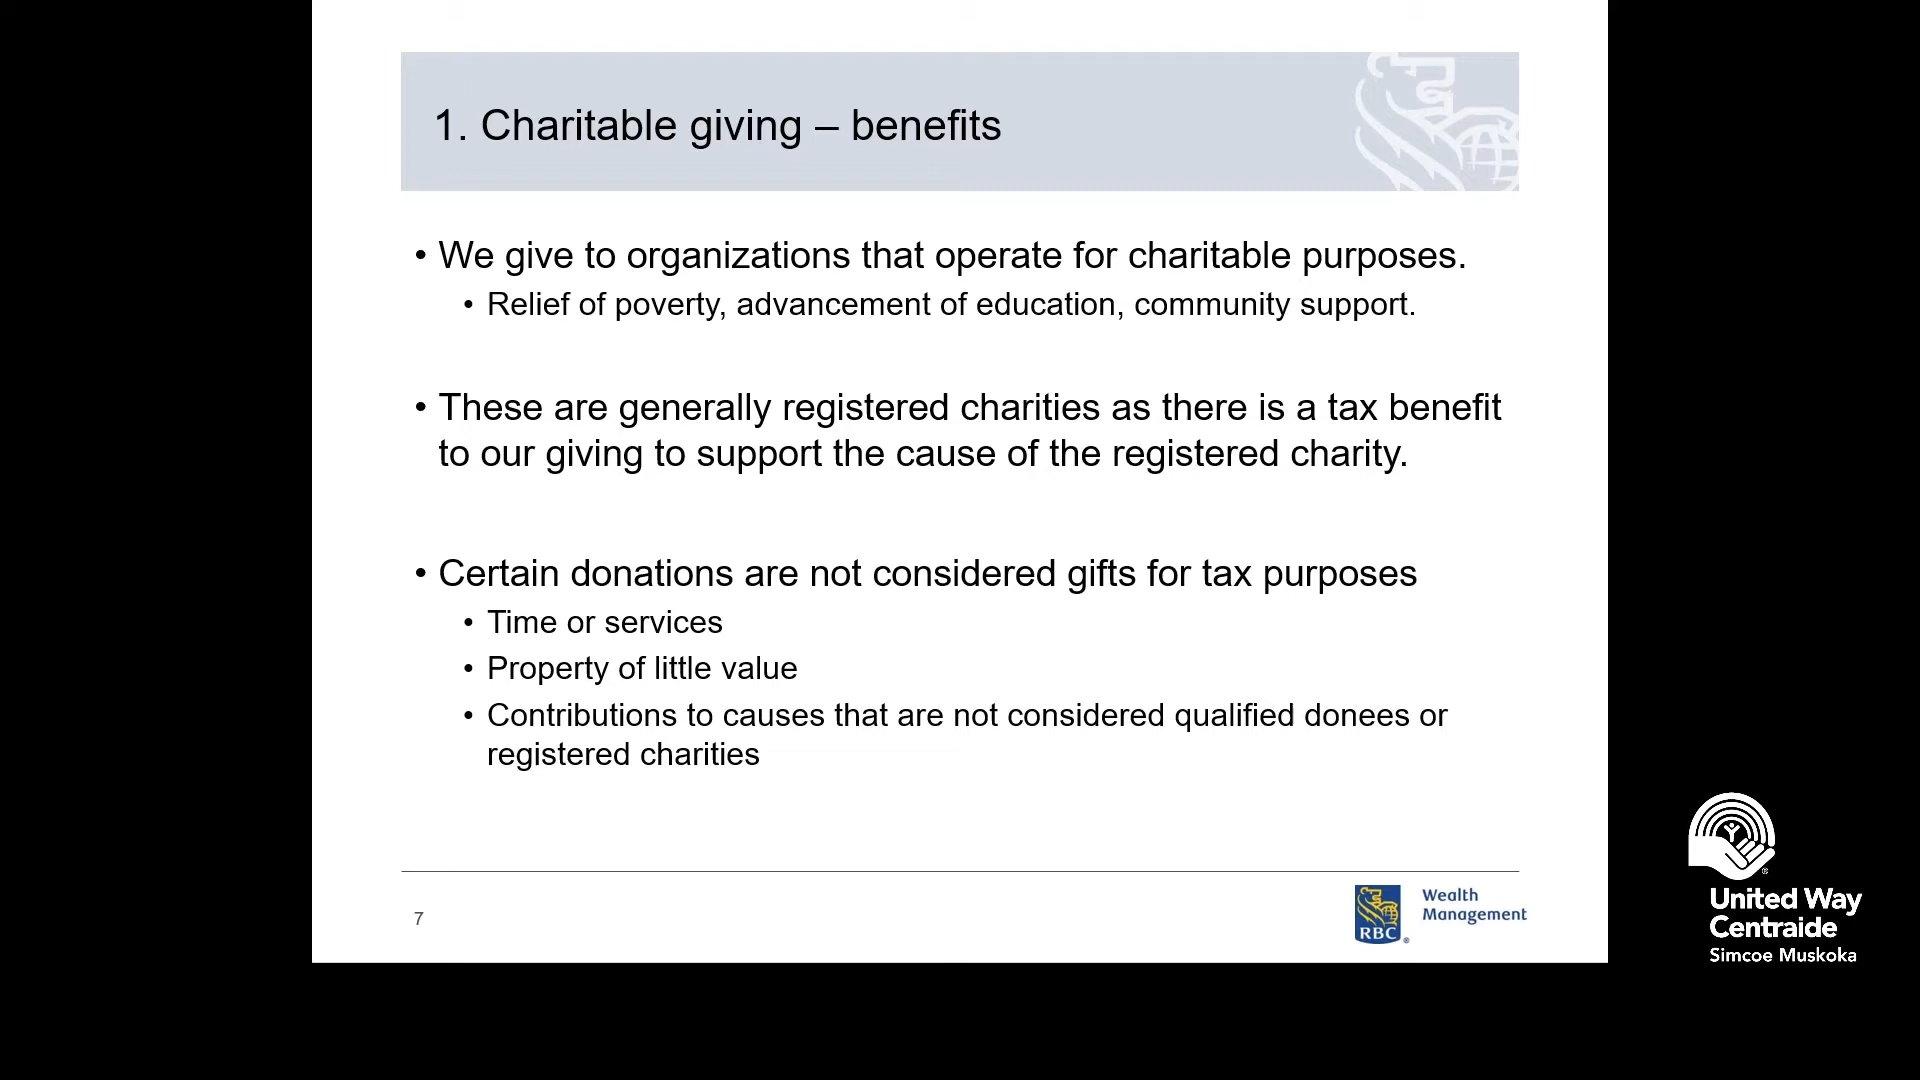 1. Charitable giving – benefits
• We give to organizations that operate for charitable purposes.
• Relief of poverty, advancement of education, community support.
• These are generally registered charities as there is a tax benefit
to our giving to support the cause of the registered charity.
• Certain donations are not considered gifts for tax purposes
• Time or services
• Property of little value
• Contributions to causes that are not considered qualified donees or
registered charities
7
RBC®
Wealth
Management
®
United Way
Centraide
Simcoe Muskoka